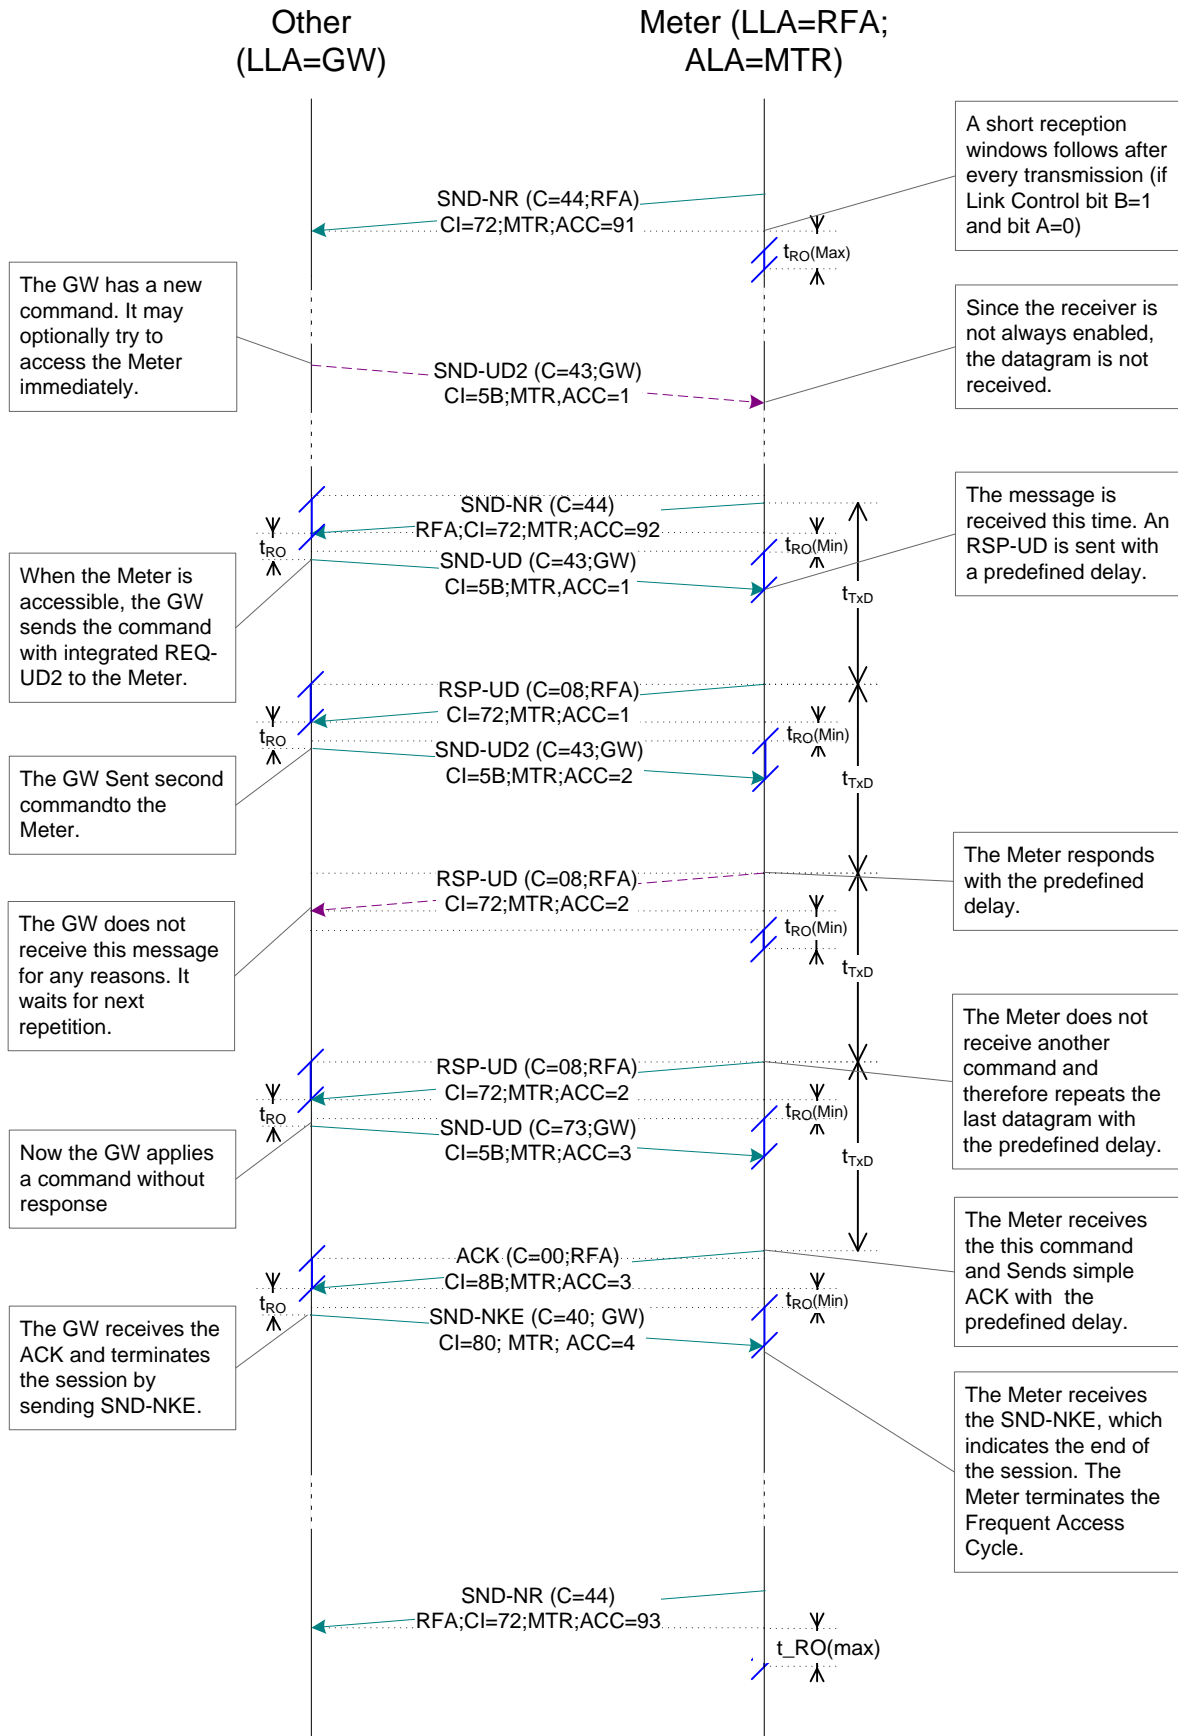 Other
(LLA=GW)
Meter (LLA=RFA;
ALA=MTR)
A short reception
windows follows after
every transmission (if
Link Control bit B=1
and bit A=0)
SND-NR (C=44;RFA)
CI=72;MTR;ACC=91
tRO(Max)
The GW has a new
command. It may
optionally try to
access the Meter
immediately.
Since the receiver is
not always enabled,
the datagram is not
received.
SND-UD2 (C=43;GW)
CI=5B;MTR,ACC=1
SND-NR (C=44)
RFA;CI=72;MTR;ACC=92
tRO
tRO(Min)
The message is
received this time. An
RSP-UD is sent with
a predefined delay.
SND-UD (C=43;GW)
CI=5B;MTR,ACC=1
tTxD
When the Meter is
accessible, the GW
sends the command
with integrated REQ-
UD2 to the Meter.
RSP-UD (C=08;RFA)
CI=72;MTR;ACC=1
tRO
tRO(Min)
SND-UD2 (C=43;GW)
CI=5B;MTR;ACC=2
tTxD
The GW Sent second
commandto the
Meter.
RSP-UD (C=08;RFA)
CI=72;MTR;ACC=2
The Meter responds
with the predefined
delay.
tRO(Min)
The GW does not
receive this message
for any reasons. It
waits for next
repetition.
tTxD
The Meter does not
receive another
command and
therefore repeats the
last datagram with
the predefined delay.
RSP-UD (C=08;RFA)
CI=72;MTR;ACC=2
tRO
tRO(Min)
SND-UD (C=73;GW)
CI=5B;MTR;ACC=3
tTxD
Now the GW applies
a command without
response
The Meter receives
the this command
and Sends simple
ACK with the
predefined delay.
ACK (C=00;RFA)
CI=8B;MTR;ACC=3
tRO
tRO(Min)
SND-NKE (C=40; GW)
CI=80; MTR; ACC=4
The GW receives the
ACK and terminates
the session by
sending SND-NKE.
The Meter receives
the SND-NKE, which
indicates the end of
the session. The
Meter terminates the
Frequent Access
Cycle.
SND-NR (C=44)
RFA;CI=72;MTR;ACC=93
t_RO(max)